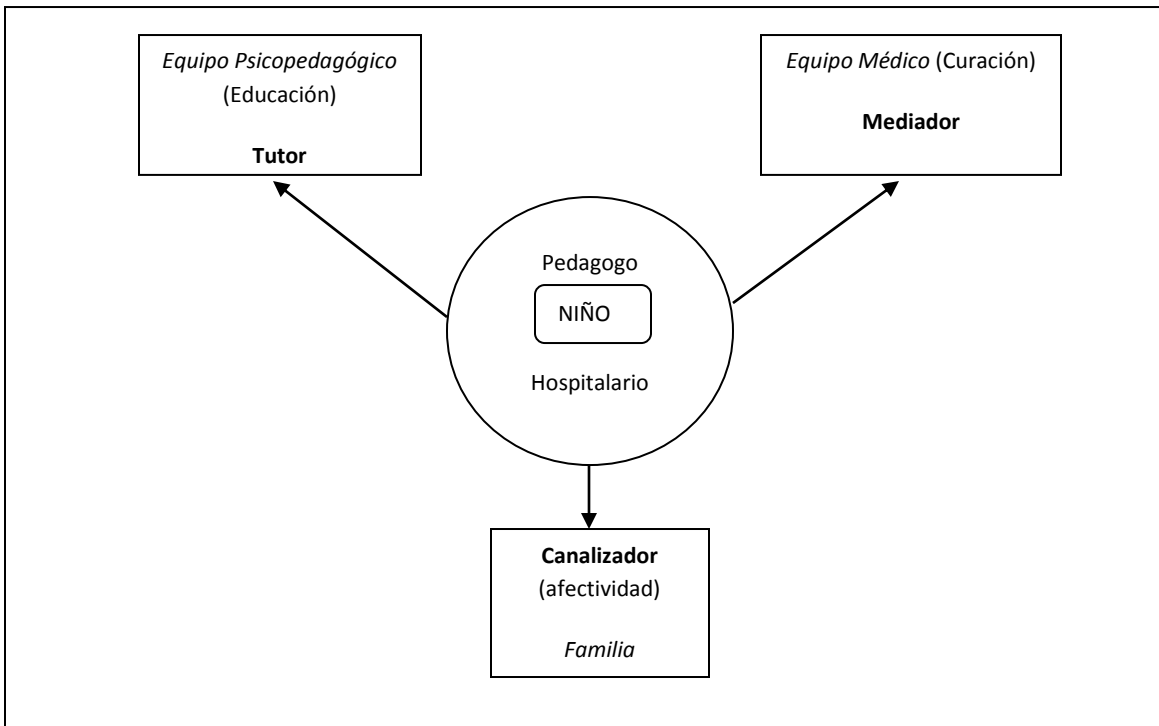 Equipo Psicopedagógico
(Educación)
Tutor
Equipo Médico (Curación)
Mediador
Pedagogo
NIÑO
Hospitalario
Canalizador
(afectividad)
Familia